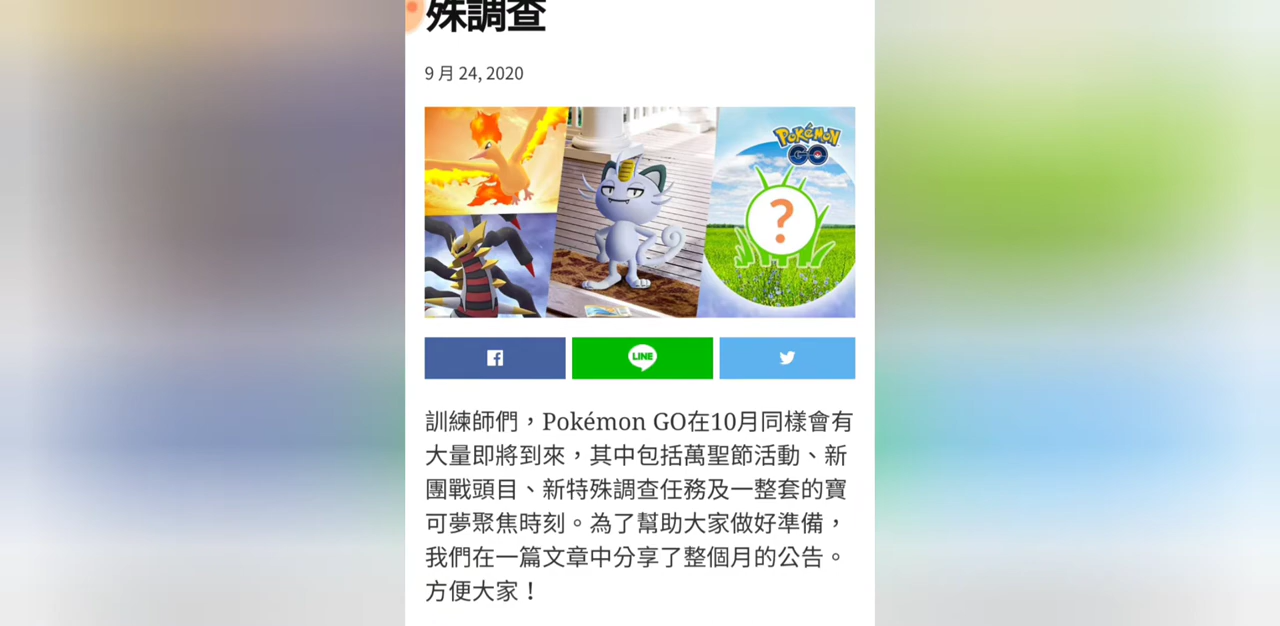 殊調查
9 月 24, 2020
POKÉMON
GO
?
LINE
訓練師們，Pokémon GO在10月同樣會有
大量即將到來，其中包括萬聖節活動、新
團戰頭目、新特殊調查任務及一整套的寶
可夢聚焦時刻。為了幫助大家做好準備，
我們在一篇文章中分享了整個月的公告。
方便大家！